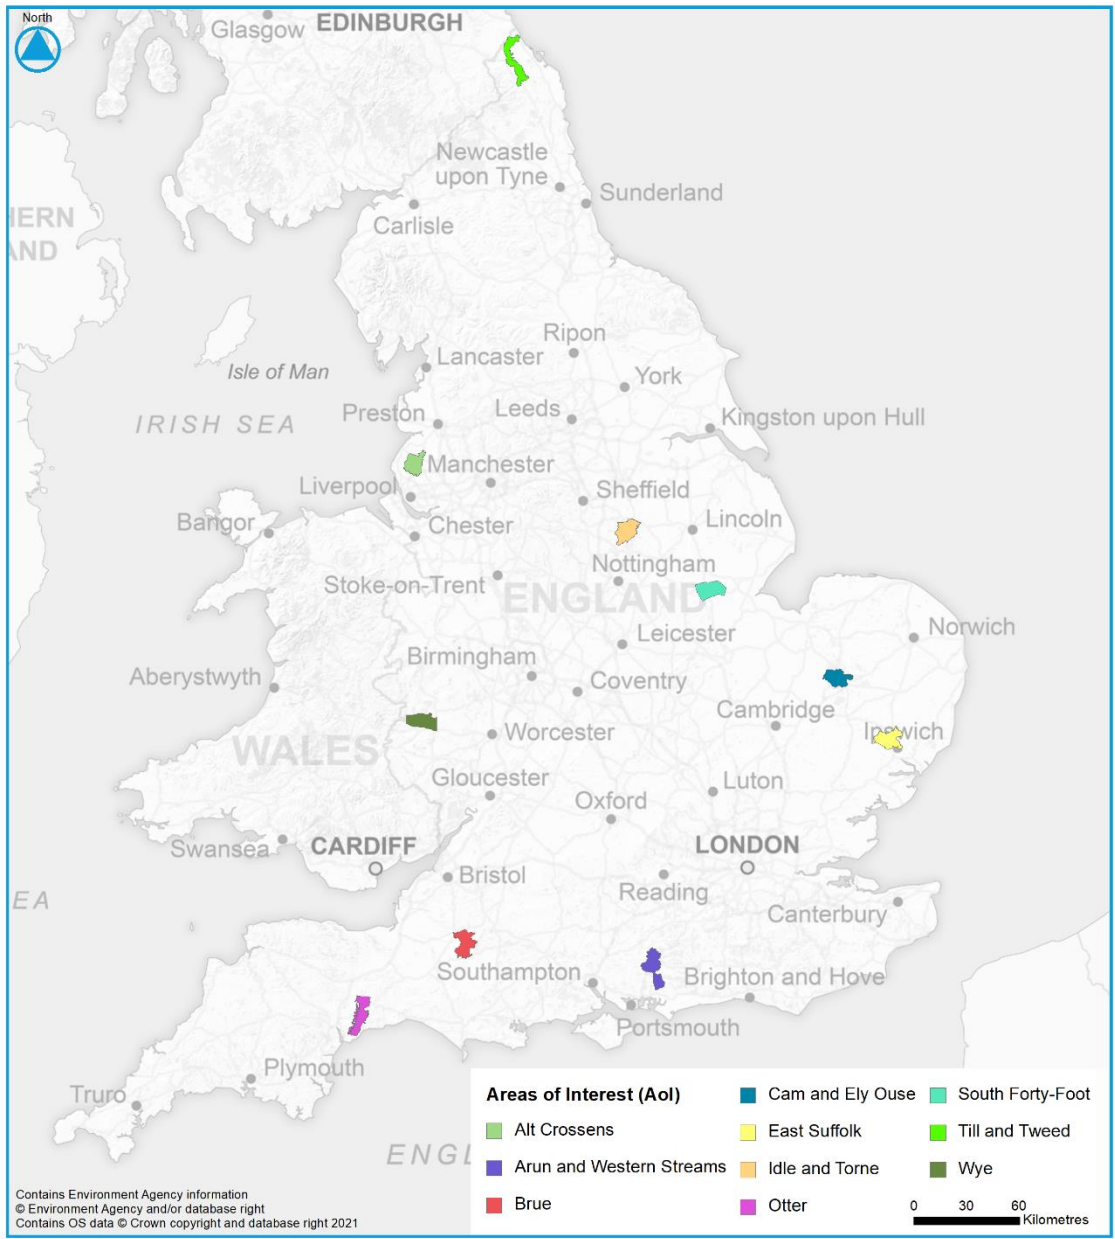 North
EDINBURGH
Glasgow
Newcastle
upon Tyne
Sunderland
Carlisle
HERN
AND
Ripon
Lancaster
Isle of Man
York
IRISH SEA
Preston
Leeds
Kingston upon Hull
Manchester
Liverpool
Sheffield
Bangor
Chester
Lincoln
Nottingham
Stoke-on-Trent
ENGLAND
Leicester
Norwich
Birmingham
Aberystwyth
Coventry
Cambridge
Ipswich
WALES
Worcester
Gloucester
Luton
Oxford
Swansea
CARDIFF
LONDON
Bristol
Reading
EA
Canterbury
Southampton
Brighton and Hove
Portsmouth
Plymouth
Truro
ENGL
Areas of Interest (AoI)
Alt Crossens
Arun and Western Streams
Brue
Cam and Ely Ouse
East Suffolk
Idle and Torne
Otter
South Forty-Foot
Till and Tweed
Wye
0 30 60
Kilometres
Contains Environment Agency information
© Environment Agency and/or database right
Contains OS data © Crown copyright and database right 2021